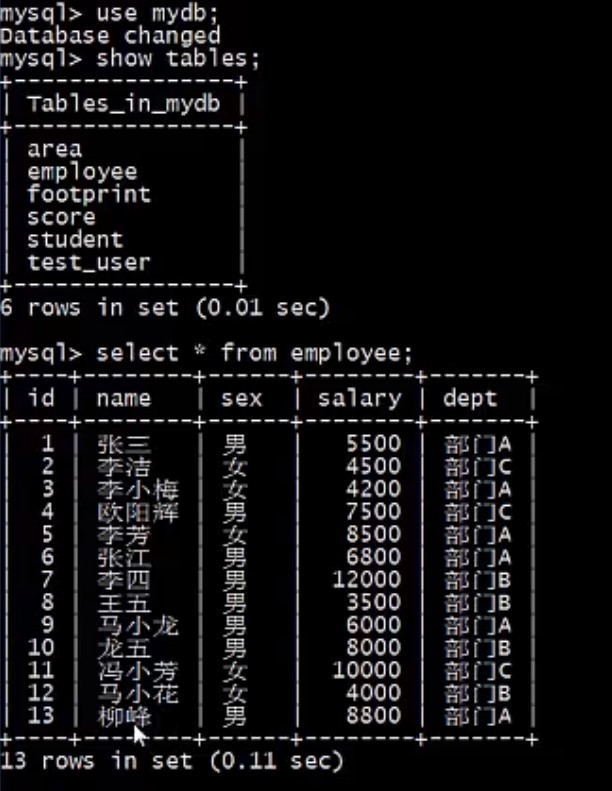 mysql> use mydb;
Database changed
mysql> show tables;
+----------------+
| Tables_in_mydb |
+----------------+
| area           |
| employee       |
| footprint      |
| score          |
| student        |
| test_user      |
+----------------+
6 rows in set (0.01 sec)
mysql> select * from employee;
+----+--------+------+--------+-------+
| id | name | sex | salary | dept |
+----+--------+------+--------+-------+
| 1 | 张三 | 男 | 5500 | 部门A |
| 2 | 李洁 | 女 | 4500 | 部门C |
| 3 | 李小梅 | 女 | 4200 | 部门A |
| 4 | 欧阳辉 | 男 | 7500 | 部门C |
| 5 | 李芳 | 女 | 8500 | 部门A |
| 6 | 张江 | 男 | 6800 | 部门A |
| 7 | 李四 | 男 | 12000 | 部门B |
| 8 | 王五 | 男 | 3500 | 部门B |
| 9 | 马小龙 | 男 | 6000 | 部门A |
| 10 | 龙五 | 男 | 8000 | 部门B |
| 11 | 冯小芳 | 女 | 10000 | 部门C |
| 12 | 马小花 | 女 | 4000 | 部门B |
| 13 | 柳峰 | 男 | 8800 | 部门A |
+----+--------+------+--------+-------+
13 rows in set (0.11 sec)